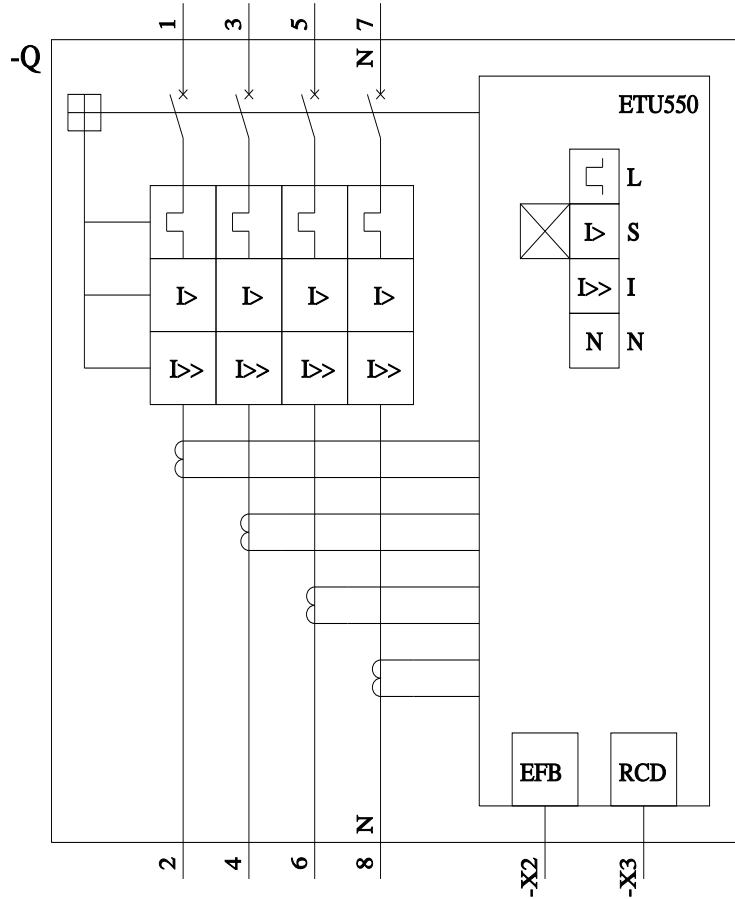 1 3 5 7
-Q N
ETU550
L
I> S
I> I> I> I> I>> I
I>> I>> I>> I>> N N
EFB RCD
N
2 4 6 8 -X2 -X3